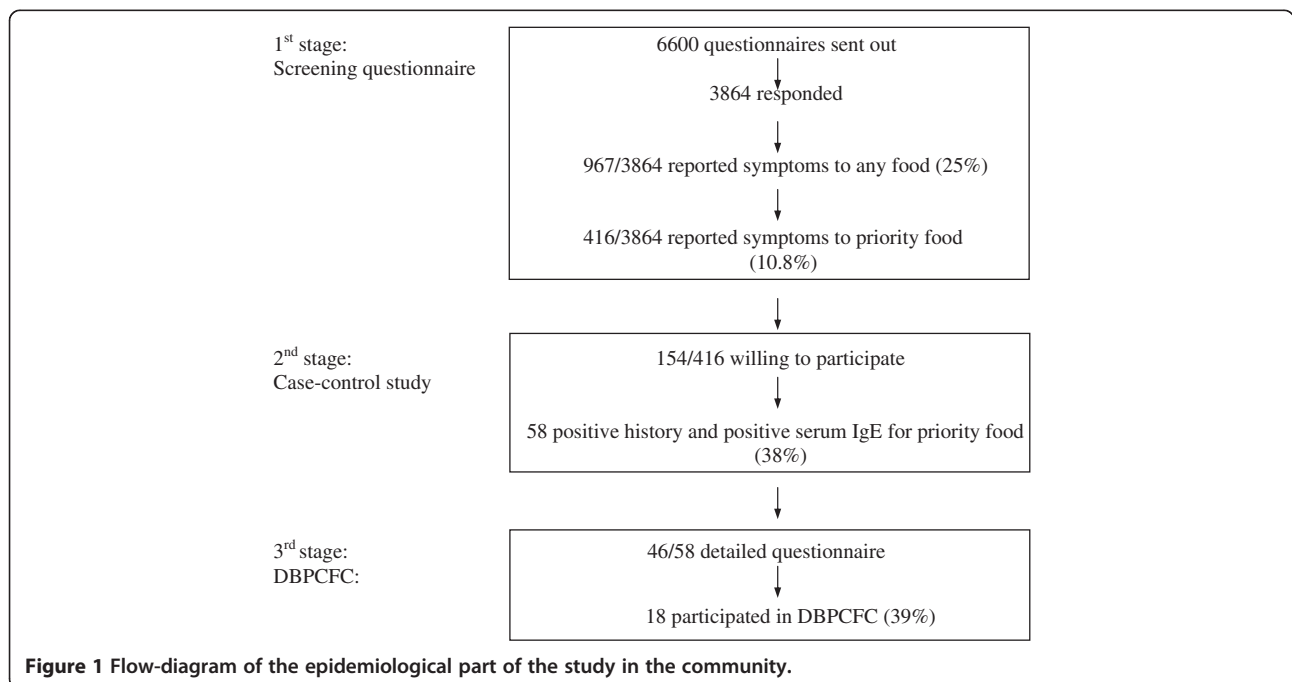 1st stage:
Screening questionnaire
6600 questionnaires sent out
3864 responded
967/3864 reported symptoms to any food (25%)
416/3864 reported symptoms to priority food
(10.8%)
2nd stage:
Case-control study
154/416 willing to participate
58 positive history and positive serum IgE for priority food
(38%)
3rd stage:
DBPCFC:
46/58 detailed questionnaire
18 participated in DBPCFC (39%)
Figure 1 Flow-diagram of the epidemiological part of the study in the community.